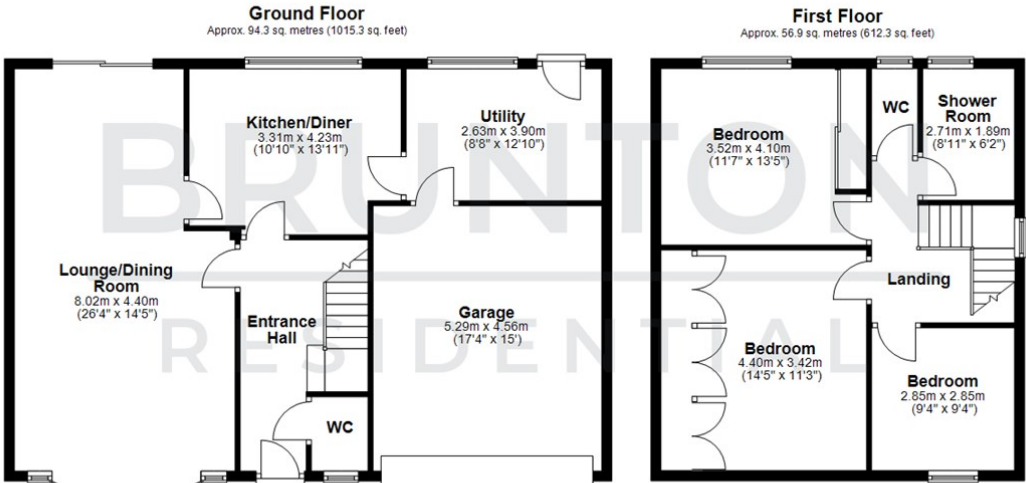 Ground Floor
Approx. 94.3 sq. metres (1015.3 sq. feet)
Kitchen/Diner
3.31m x 4.23m
(10'10" x 13'11")
Utility
2.63m x 3.90m
(8'8" x 12'10")
Lounge/Dining
Room
8.02m x 4.40m
(26'4" x 14'5")
Entrance
Hall
Garage
5.29m x 4.56m
(17'4" x 15')
WC
First Floor
Approx. 56.9 sq. metres (612.3 sq. feet)
Bedroom
3.52m x 4.10m
(11'7" x 13'5")
WC
Shower
Room
2.71m x 1.89m
(8'11" x 6'2")
Landing
Bedroom
4.40m x 3.42m
(14'5" x 11'3")
Bedroom
2.85m x 2.85m
(9'4" x 9'4")
BRUNTON
RESIDENTIAL